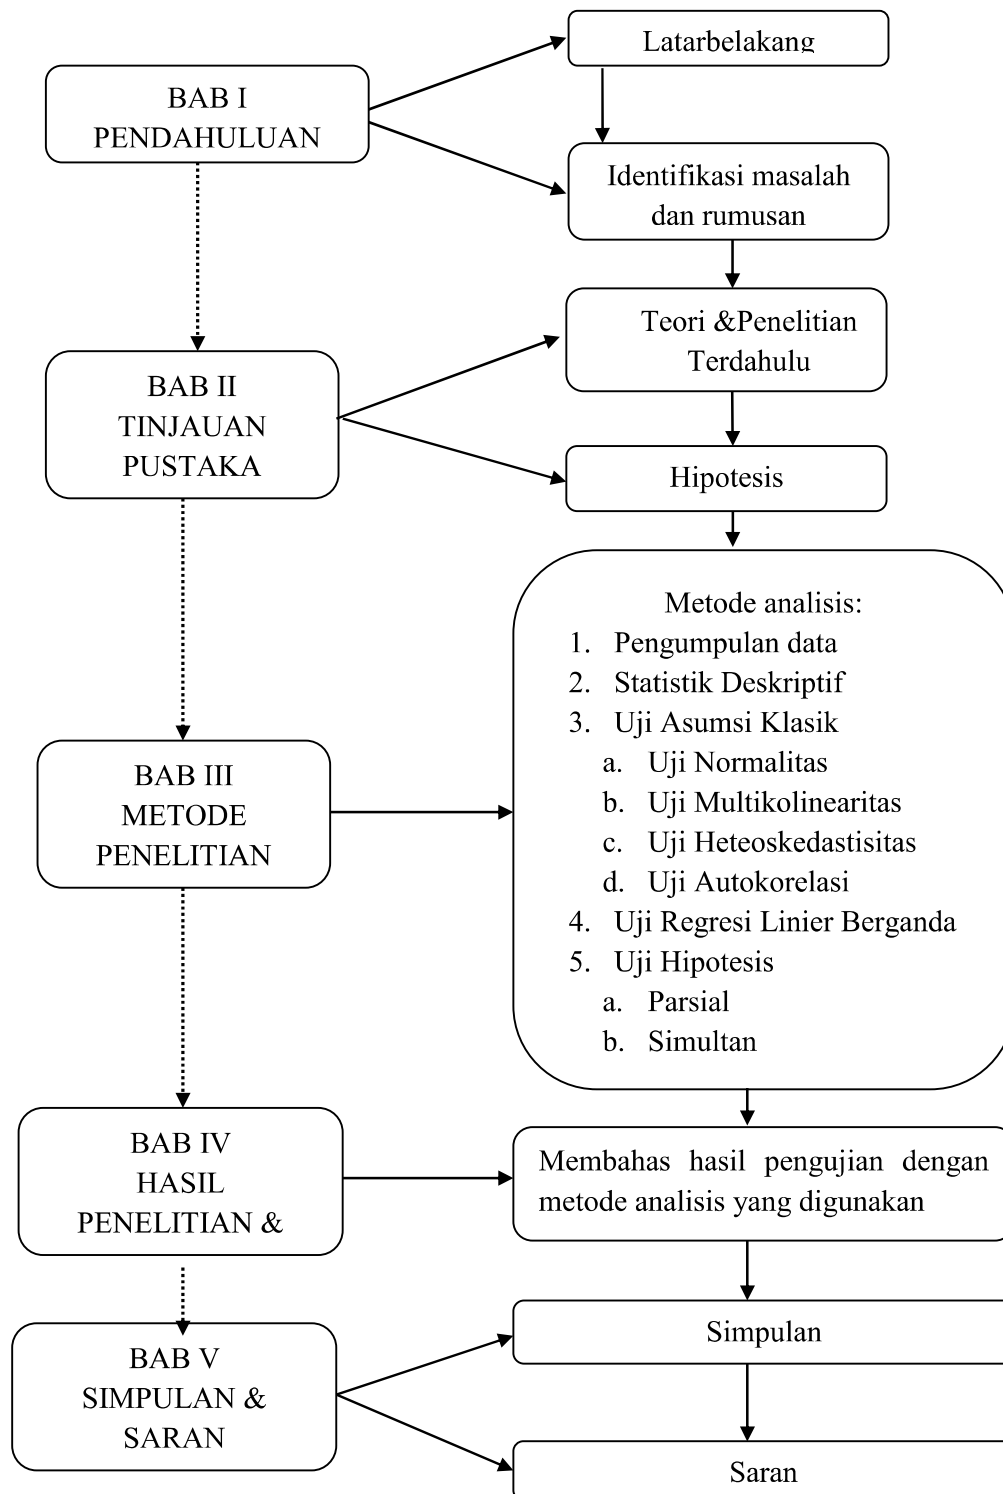 Latarbelakang
BAB I
PENDAHULUAN
Identifikasi masalah
dan rumusan
Teori &Penelitian
Terdahulu
BAB II
TINJAUAN
PUSTAKA
Hipotesis
Metode analisis:
1. Pengumpulan data
2. Statistik Deskriptif
3. Uji Asumsi Klasik
a. Uji Normalitas
b. Uji Multikolinearitas
c. Uji Heteoskedastisitas
d. Uji Autokorelasi
4. Uji Regresi Linier Berganda
5. Uji Hipotesis
a. Parsial
b. Simultan
BAB III
METODE
PENELITIAN
BAB IV
HASIL
PENELITIAN &
Membahas hasil pengujian dengan
metode analisis yang digunakan
BAB V
SIMPULAN &
SARAN
Simpulan
Saran